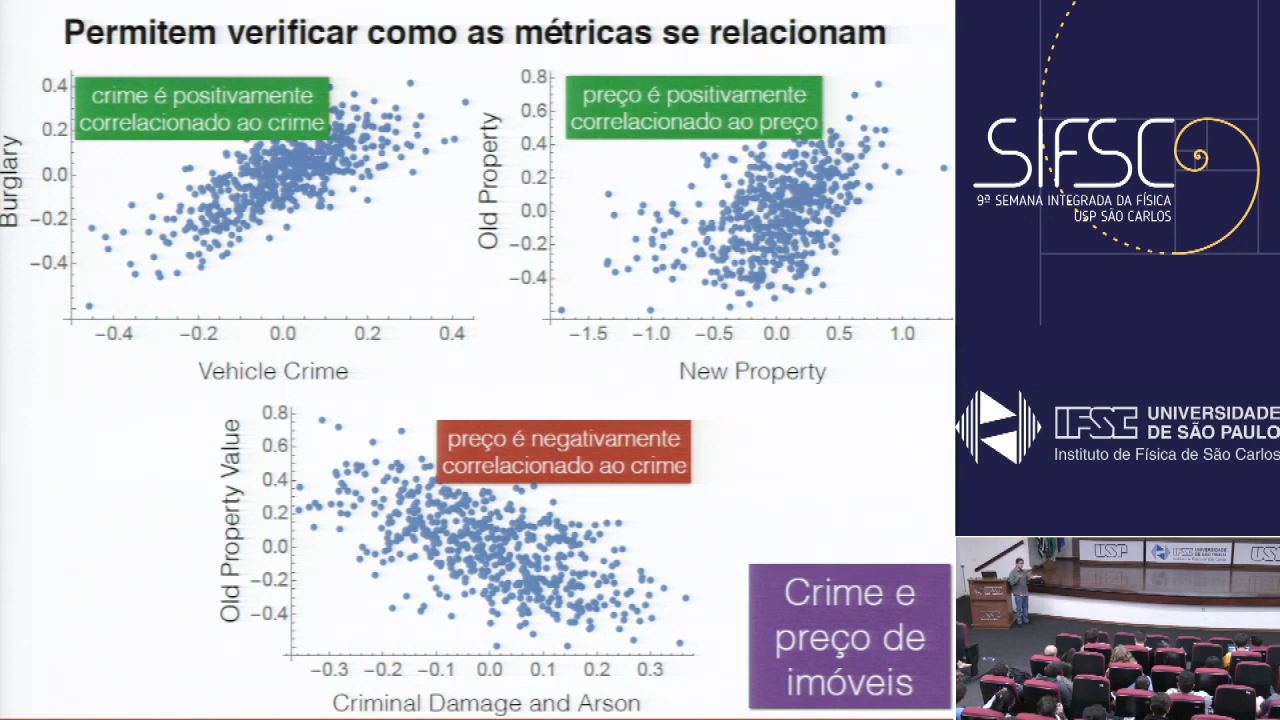 Permitem verificar como as métricas se relacionam
crime é positivamente
correlacionado ao crime
Burglary
0.4
0.2
0.0
−0.2
−0.4
−0.4 −0.2 0.0 0.2 0.4
Vehicle Crime
preço é positivamente
correlacionado ao preço
Old Property
0.8
0.6
0.4
0.2
0.0
−0.2
−0.4
−1.5 −1.0 −0.5 0.0 0.5 1.0
New Property
preço é negativamente
correlacionado ao crime
Old Property Value
0.8
0.6
0.4
0.2
0.0
−0.2
−0.4
−0.3 −0.2 −0.1 0.0 0.1 0.2 0.3
Criminal Damage and Arson
Crime e
preço de
imóveis
SIFSC
9ª SEMANA INTEGRADA DA FÍSICA
USP SÃO CARLOS
IFSC UNIVERSIDADE
DE SÃO PAULO
Instituto de Física de São Carlos
USP
IFSC UNIVERSIDADE
DE SÃO PAULO